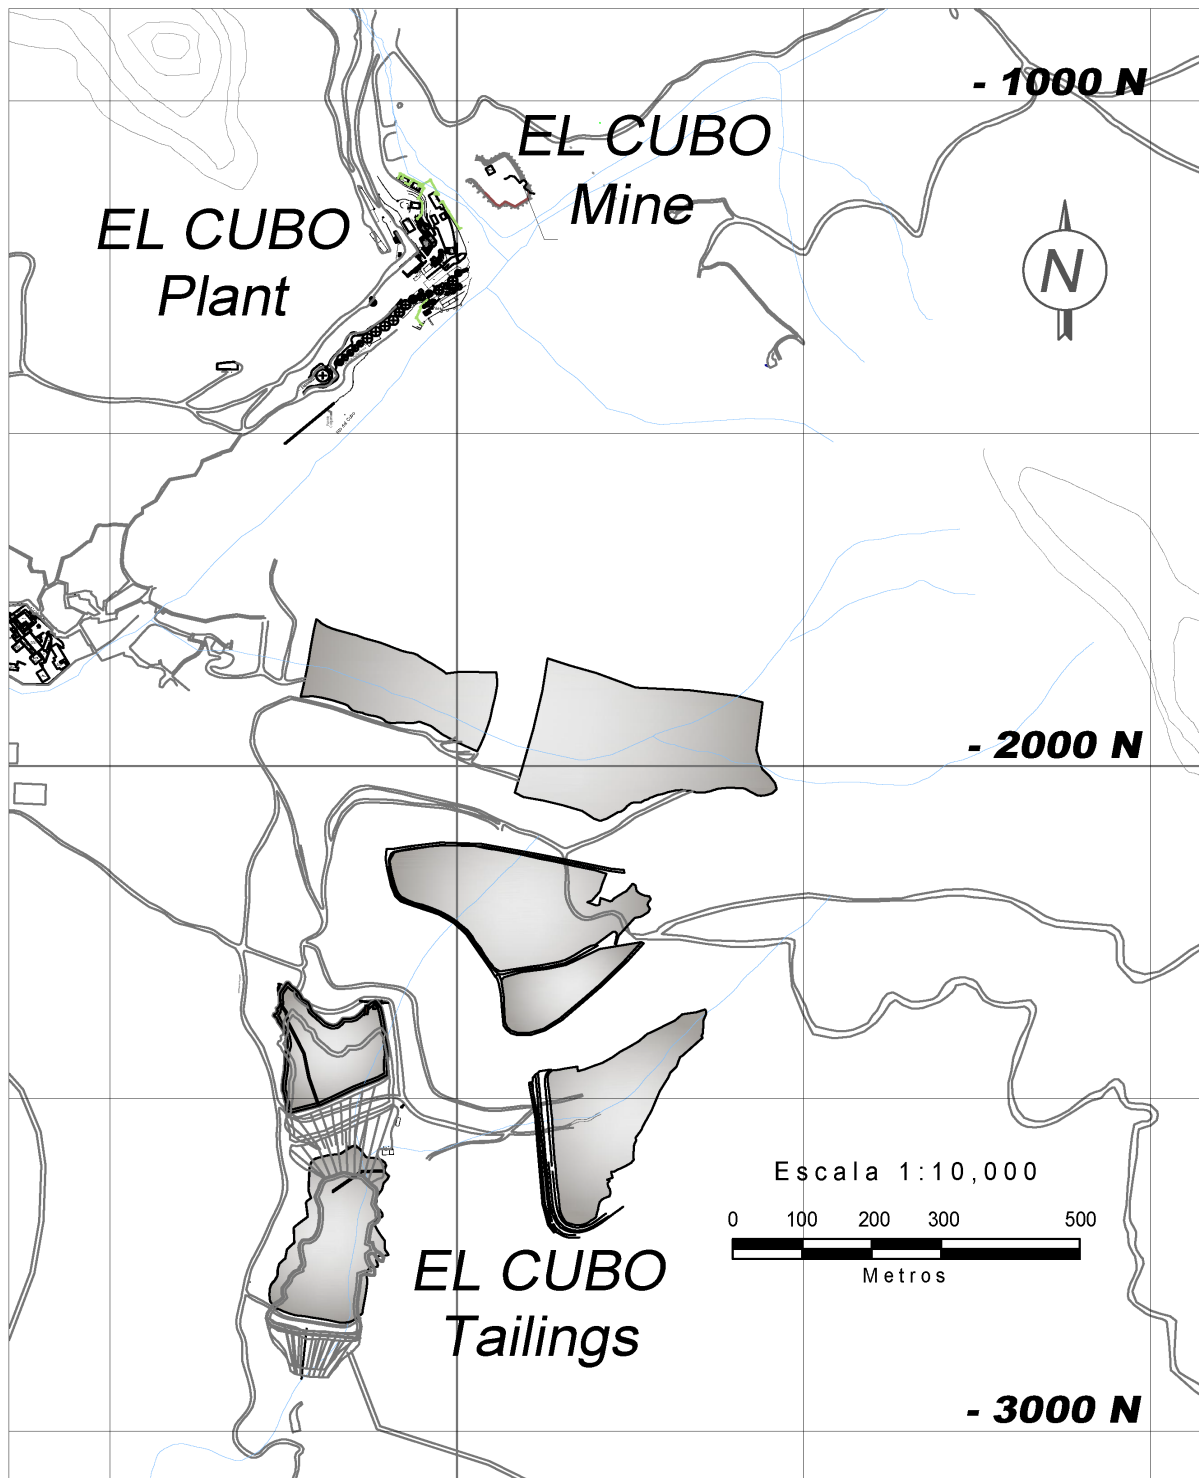 - 1000 N
EL CUBO
Mine
EL CUBO
Plant
N
- 2000 N
Escala 1:10,000
0 100 200 300 500
Metros
EL CUBO
Tailings
- 3000 N